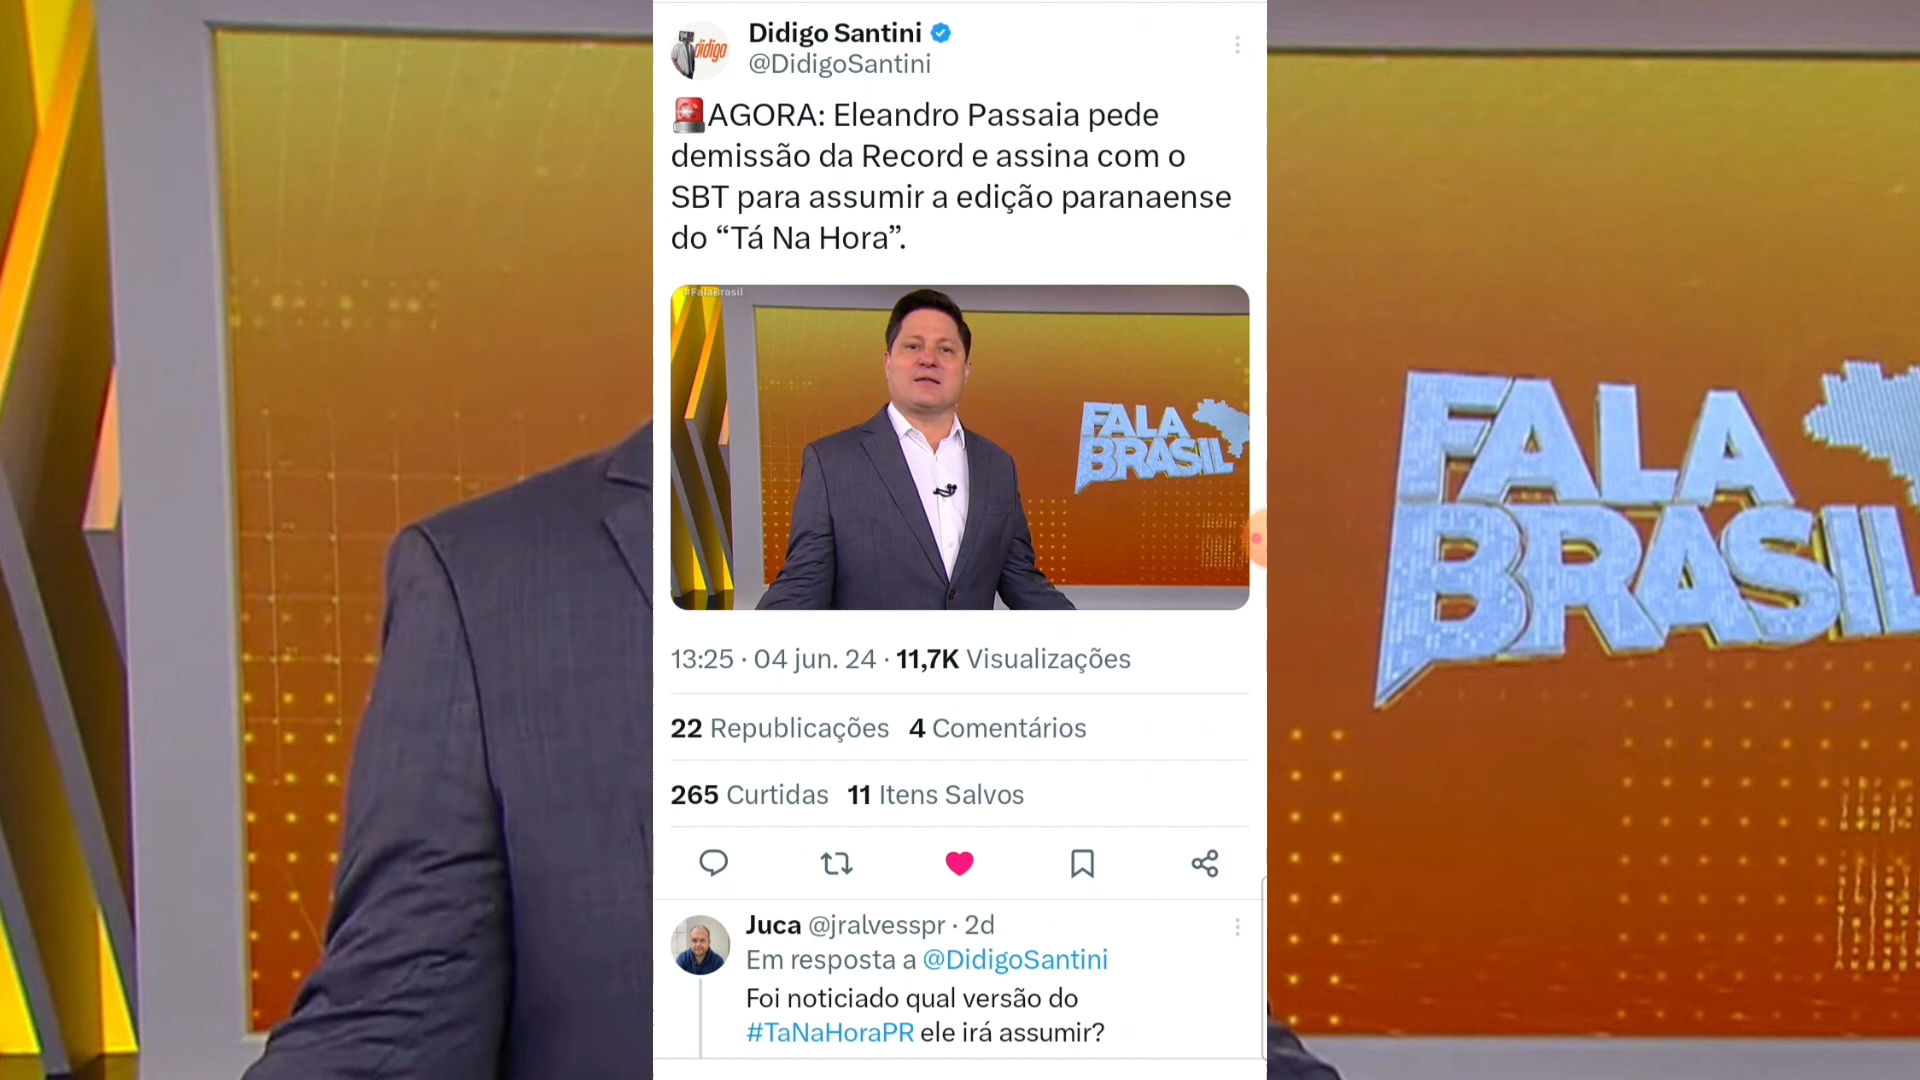 Didigo Santini
@DidigoSantini
didigo
🚨AGORA: Eleandro Passaia pede
demissão da Record e assina com o
SBT para assumir a edição paranaense
do “Tá Na Hora”.
#FalaBrasil
FALA
BRASIL
13:25 · 04 jun. 24 · 11,7K Visualizações
22 Republicações 4 Comentários
265 Curtidas 11 Itens Salvos
Juca @jralvesspr · 2d
Em resposta a @DidigoSantini
Foi noticiado qual versão do
#TaNaHoraPR ele irá assumir?
FALA
BRASIL